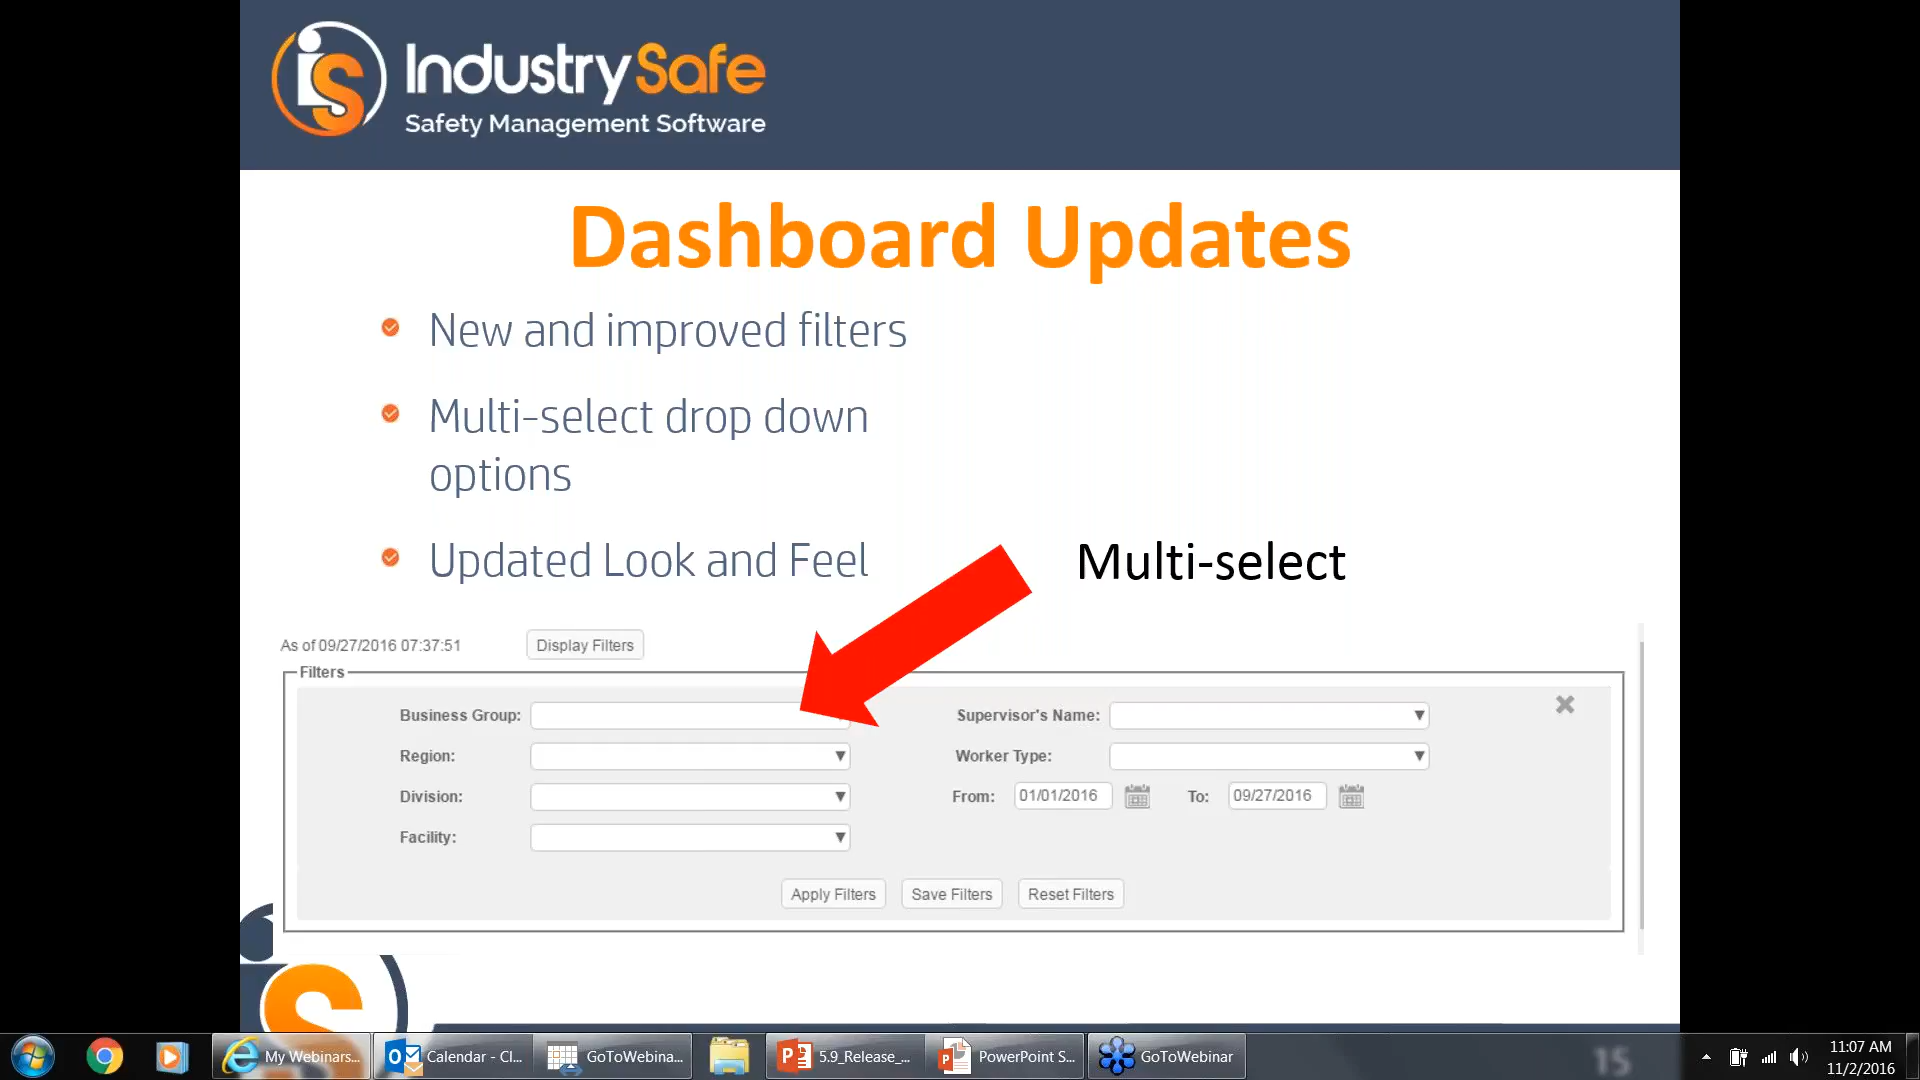 IndustrySafe
Safety Management Software
Dashboard Updates
New and improved filters
Multi-select drop down
options
Updated Look and Feel
Multi-select
As of 09/27/2016 07:37:51
Display Filters
Filters
Business Group:
Supervisor's Name:
Region:
Worker Type:
Division:
From: 01/01/2016 To: 09/27/2016
Facility:
Apply Filters Save Filters Reset Filters
My Webinars...
Calendar - Cl...
GoToWebina...
5.9_Release_...
PowerPoint S...
GoToWebinar
15
11:07 AM
11/2/2016